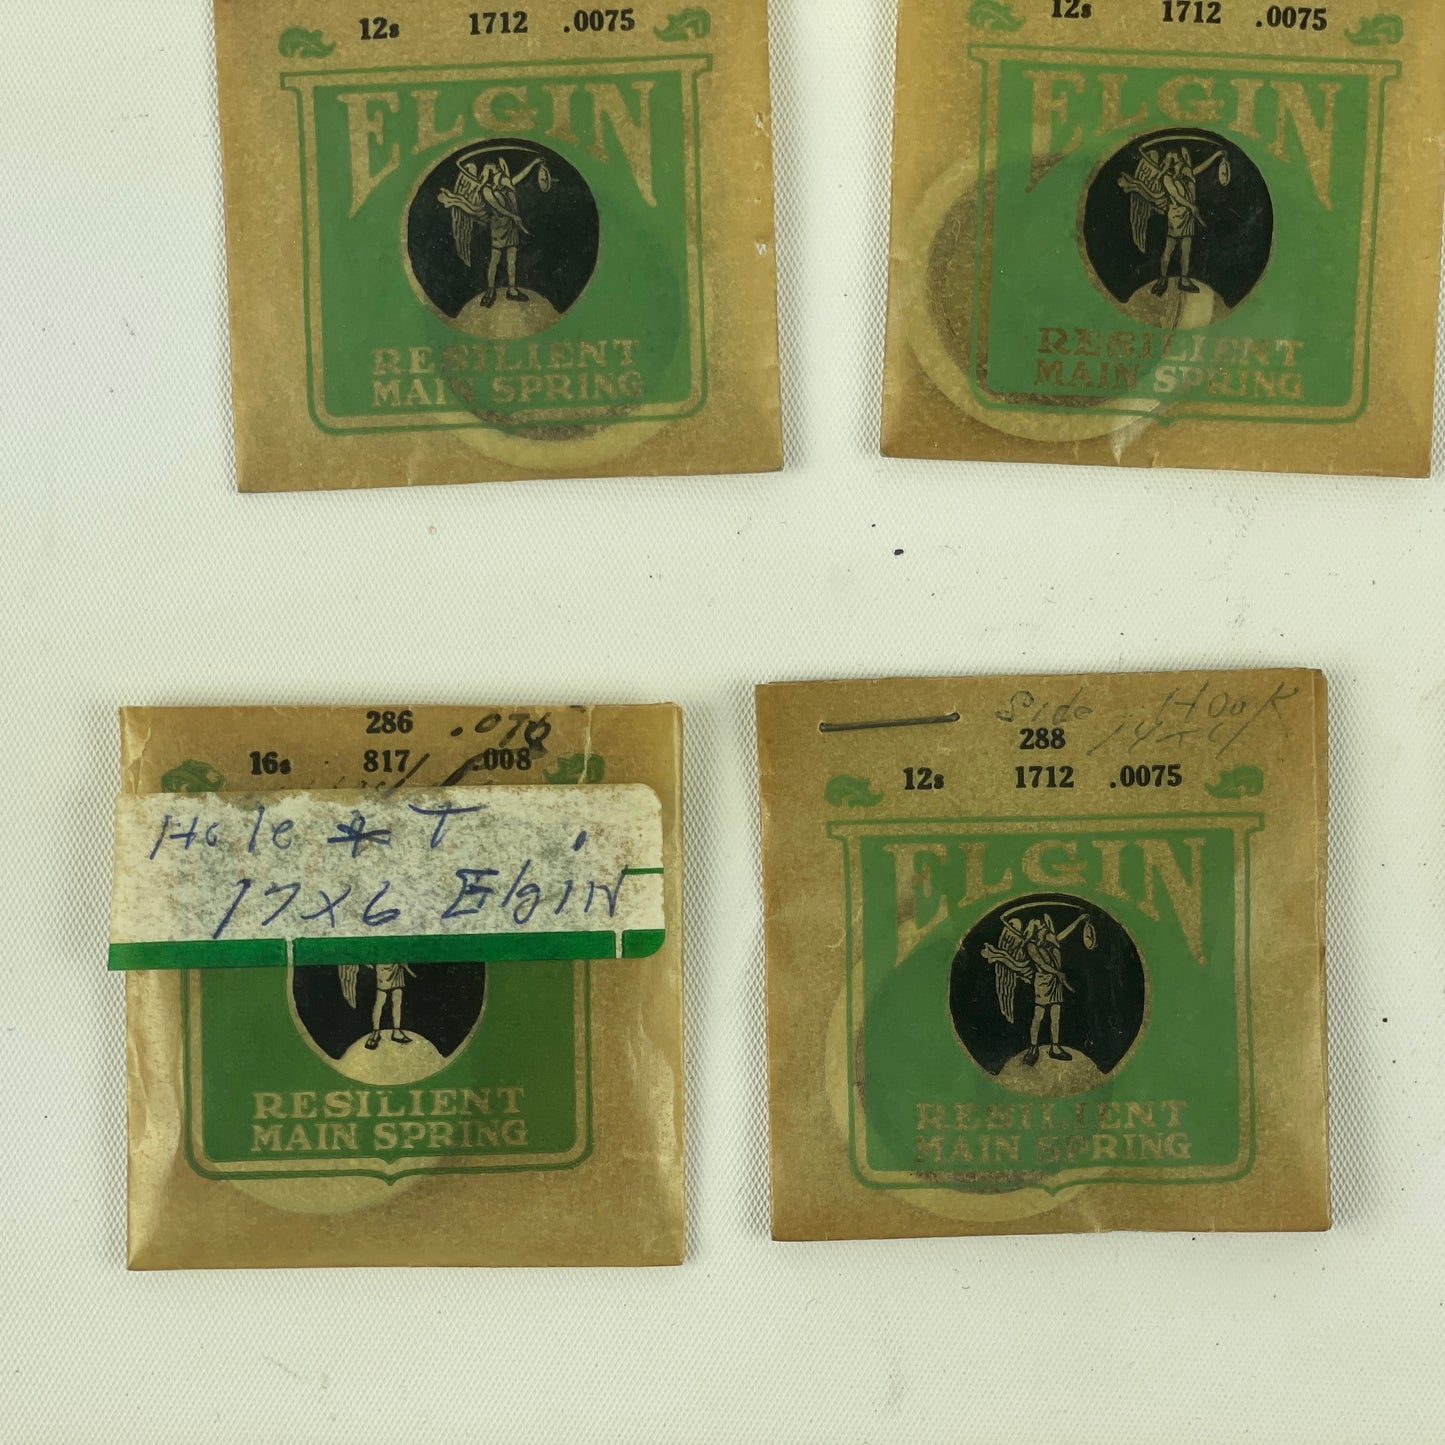 12s 1712 .0075
ELGIN
RESILIENT
MAIN SPRING
12s 1712 .0075
ELGIN
RESILIENT
MAIN SPRING
286
16s 817 .008
Hole * T
17x6 Elgin
RESILIENT
MAIN SPRING
Side Hook
288
12s 1712 .0075
ELGIN
RESILIENT
MAIN SPRING